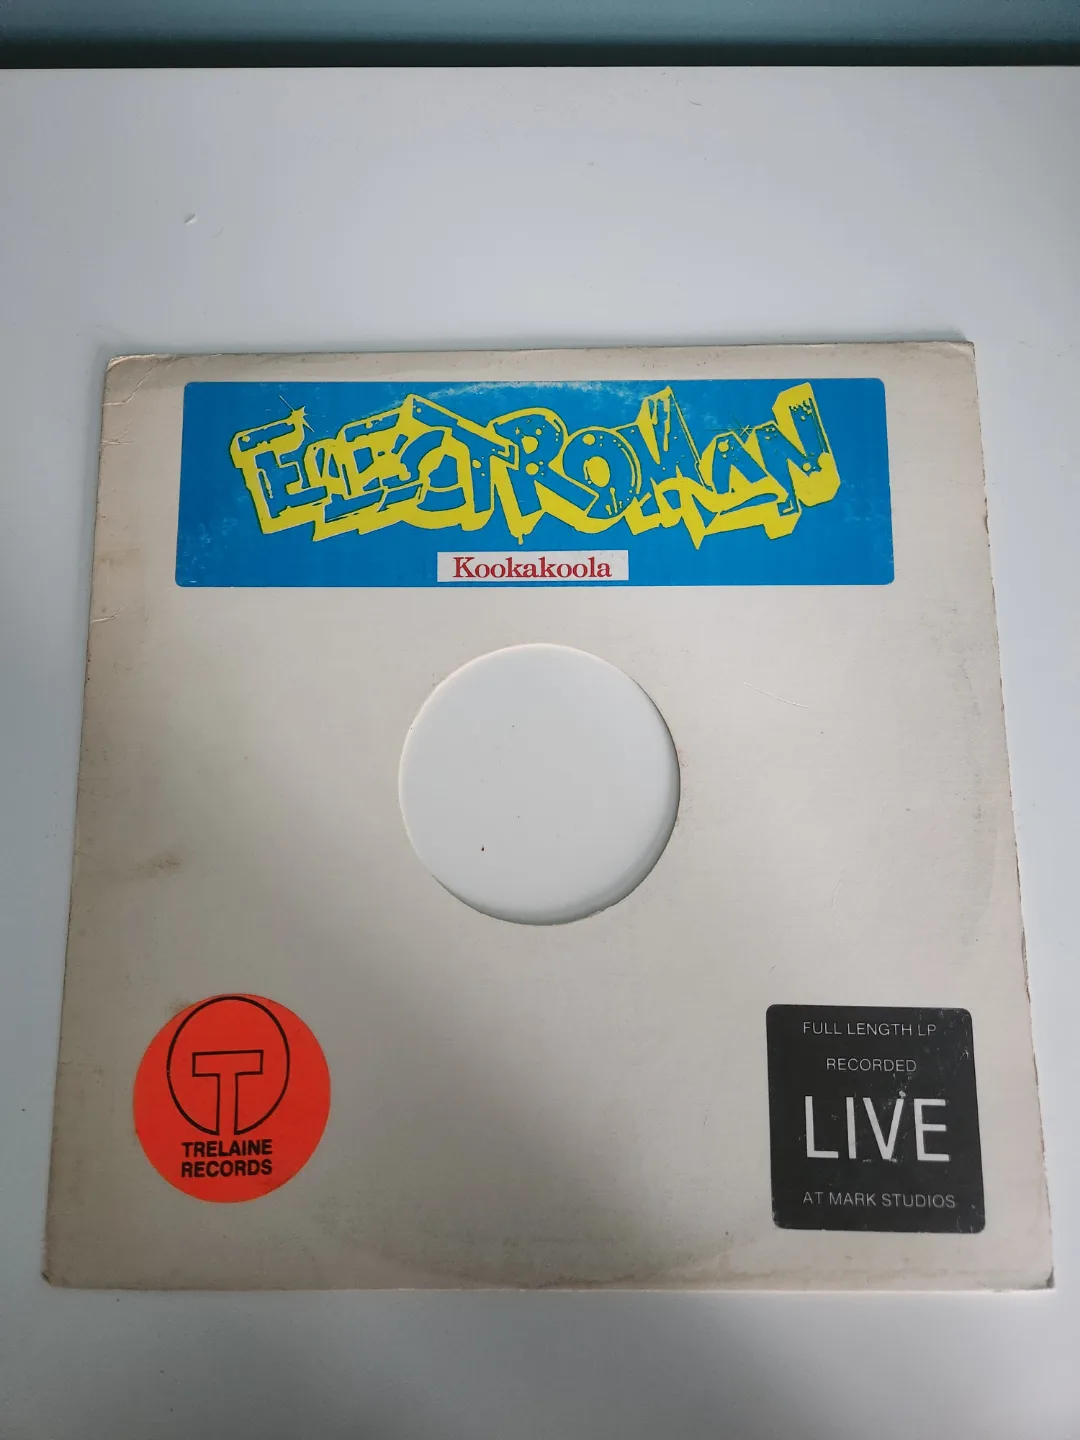 ELECTROMAN
Kookakoola
T
TRELAINE
RECORDS
FULL LENGTH LP
RECORDED
LIVE
AT MARK STUDIOS